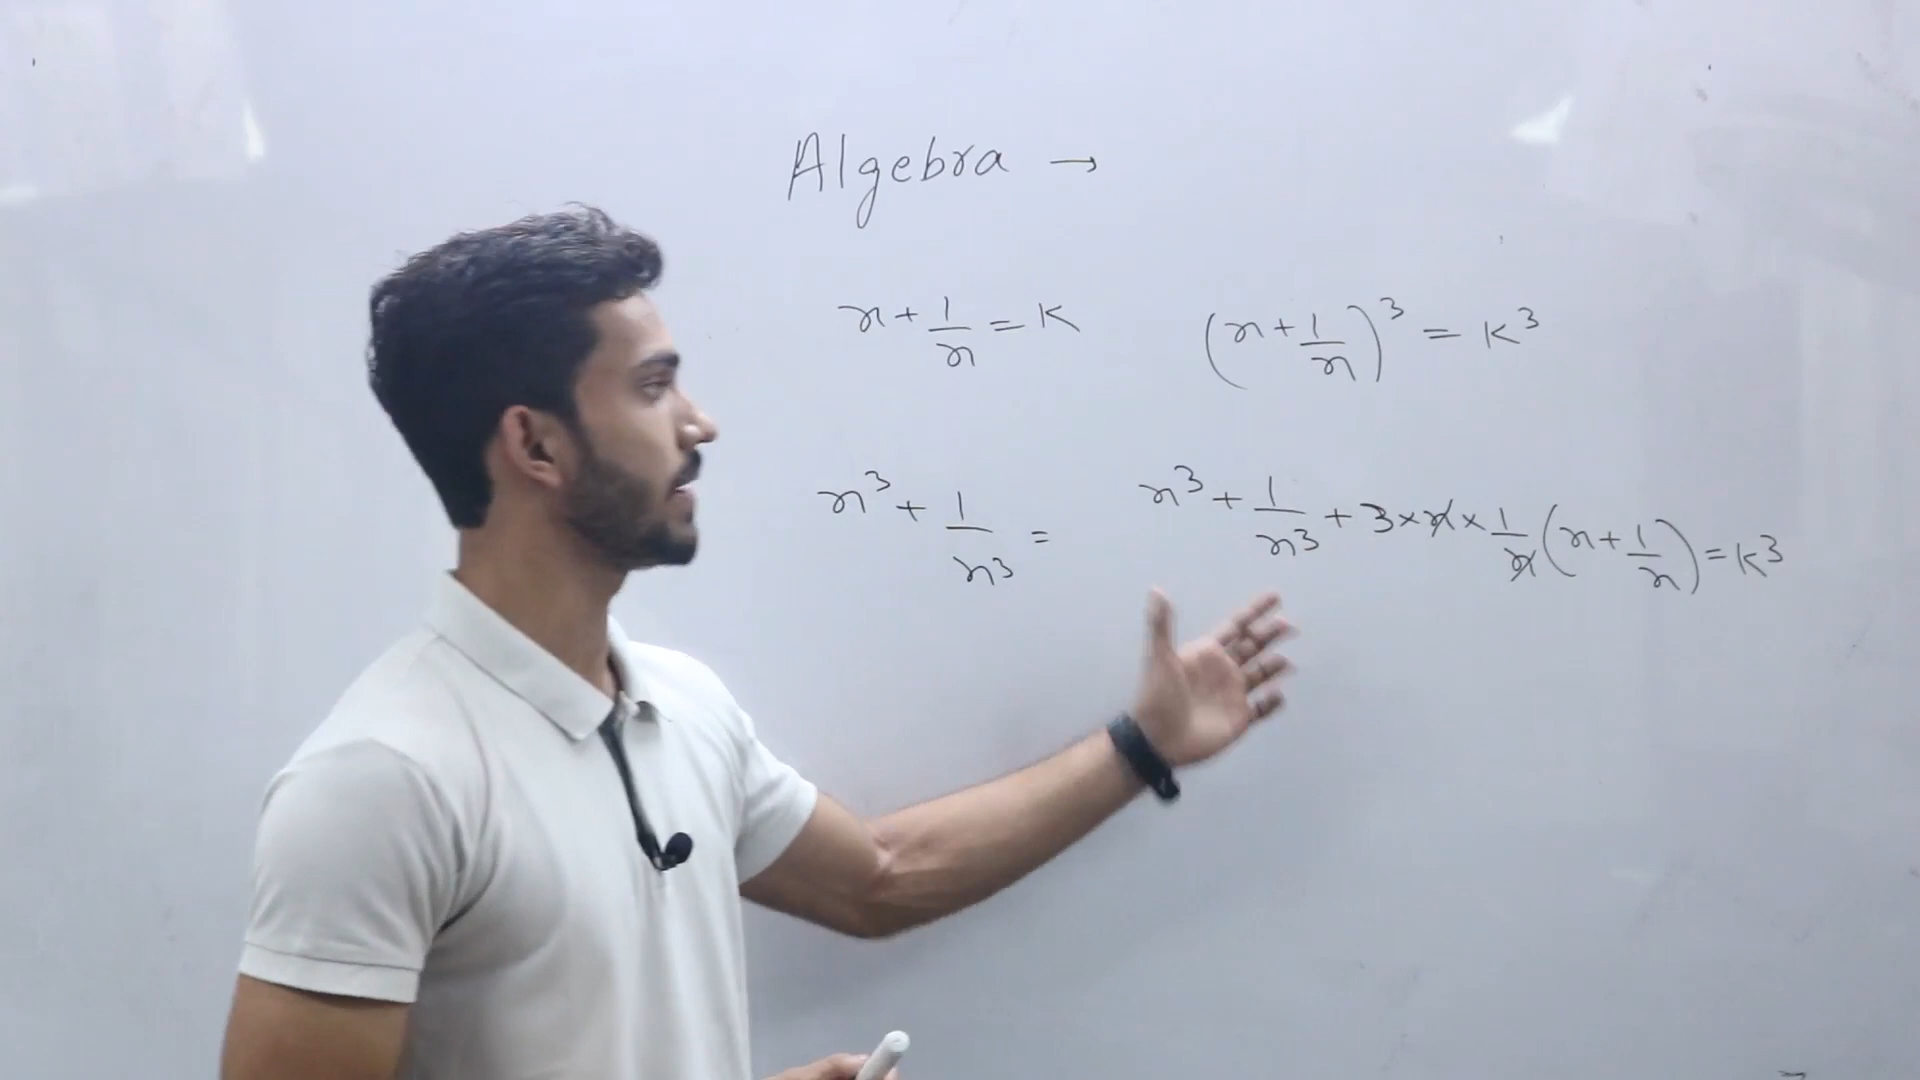 Algebra →
x + 1/x = K
(x + 1/x)³ = K³
x³ + 1/x³ =
x³ + 1/x³ + 3 × x × 1/x (x + 1/x) = K³